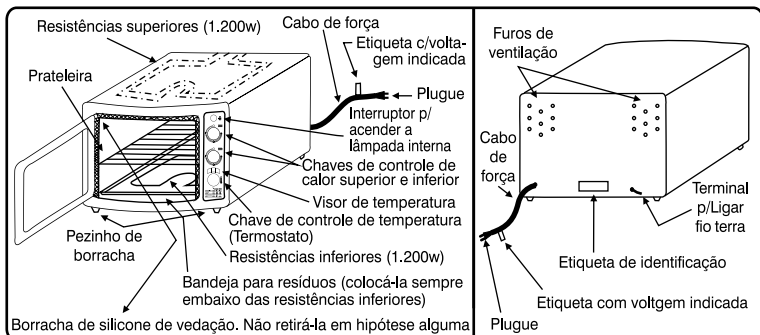 Resistências superiores (1.200w)
Cabo de força
Etiqueta c/volta-
gem indicada
Prateleira
Plugue
Interruptor p/
acender a
lâmpada interna
Chaves de controle de
calor superior e inferior
Visor de temperatura
Chave de controle de temperatura
(Termostato)
Pezinho de
borracha
Resistências inferiores (1.200w)
Bandeja para resíduos (colocá-la sempre
embaixo das resistências inferiores)
Borracha de silicone de vedação. Não retirá-la em hipótese alguma
Furos de
ventilação
Cabo
de
força
Terminal
p/Ligar
fio terra
Etiqueta de identificação
Etiqueta com voltgem indicada
Plugue